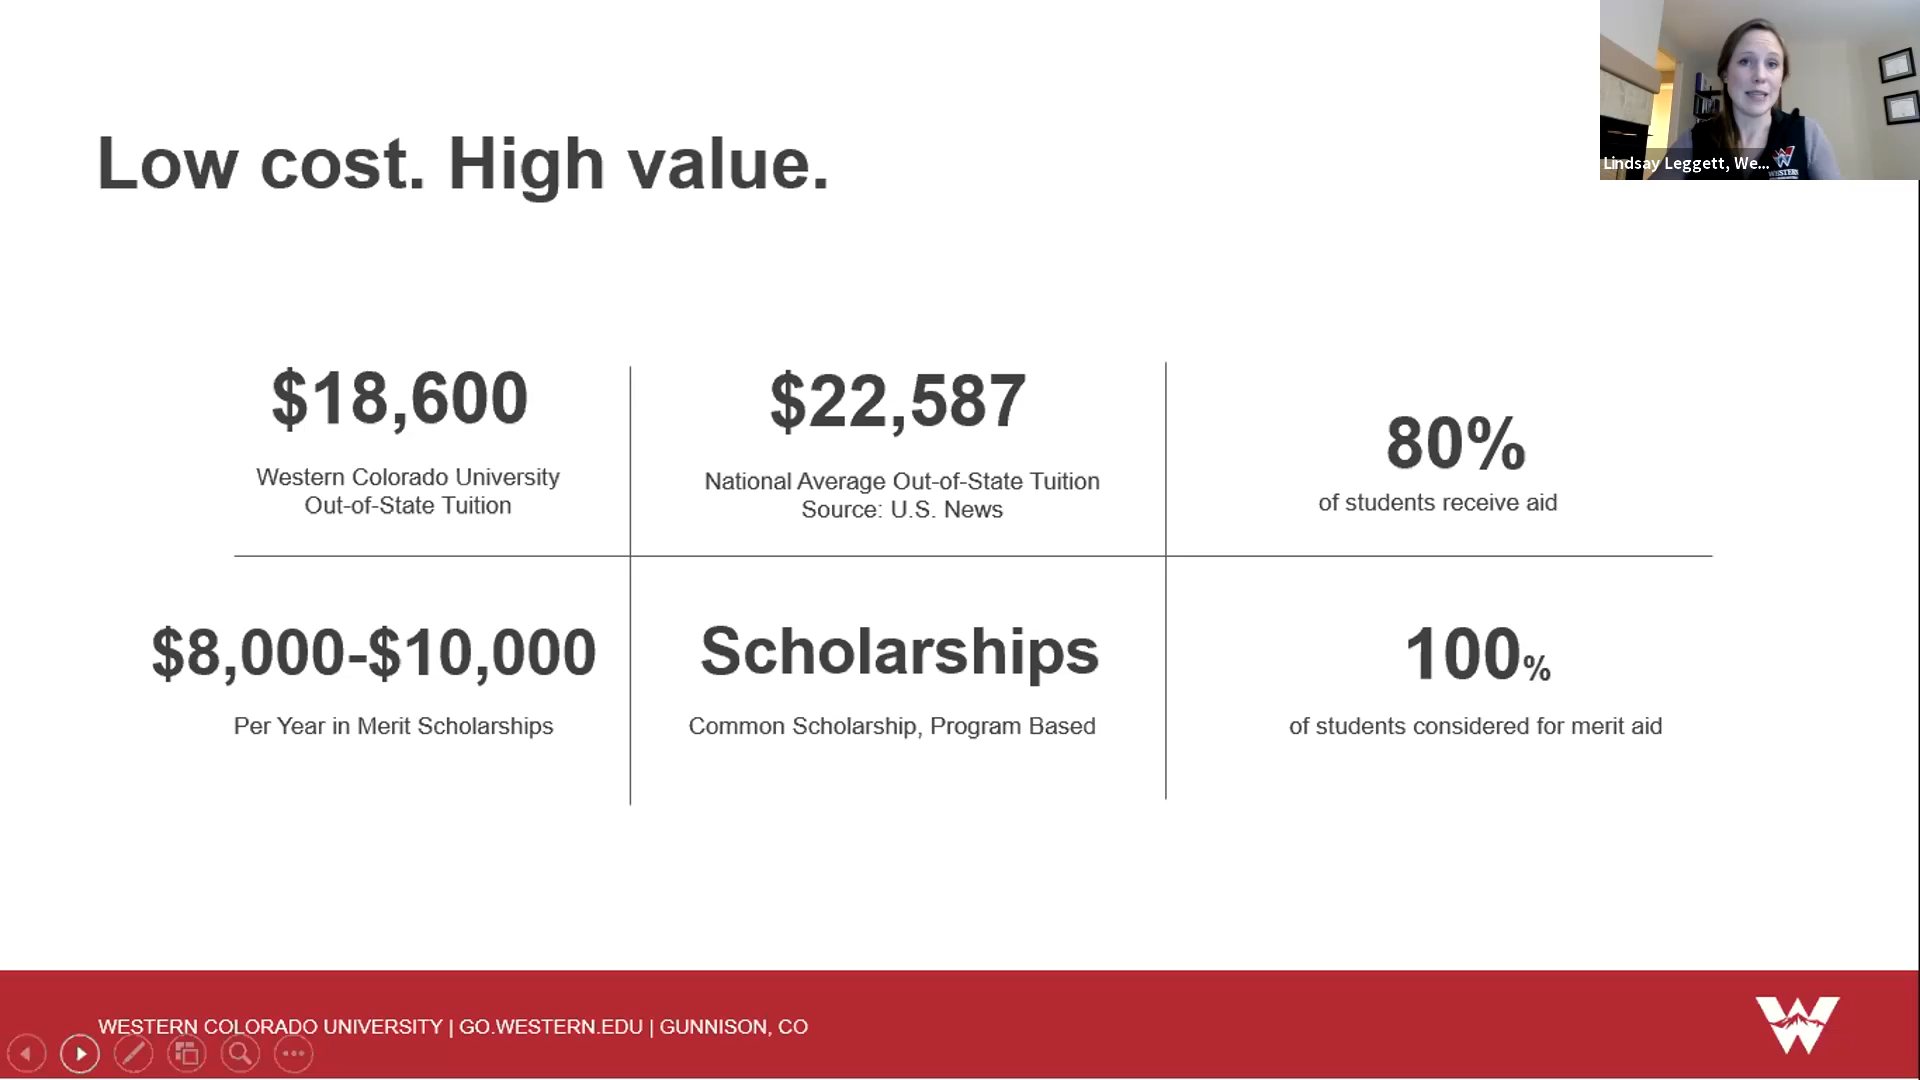 Low cost. High value.
Lindsay Leggett, We...
WESTERN
$18,600
Western Colorado University
Out-of-State Tuition
$22,587
National Average Out-of-State Tuition
Source: U.S. News
80%
of students receive aid
$8,000-$10,000
Per Year in Merit Scholarships
Scholarships
Common Scholarship, Program Based
100%
of students considered for merit aid
WESTERN COLORADO UNIVERSITY | GO.WESTERN.EDU | GUNNISON, CO
W